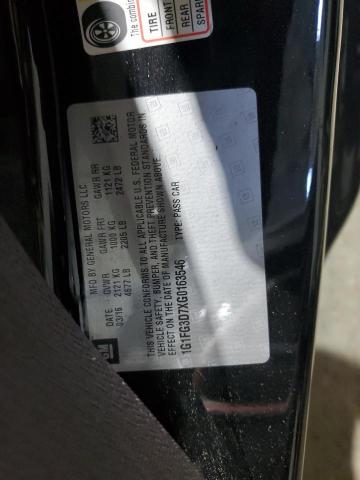 The combin
TIRE
FRONT
REAR
SPARE
MFD BY GENERAL MOTORS LLC
DATE GVWR GAWR FRT GAWR RR
03/16 2121 KG 1000 KG 1121 KG
4677 LB 2205 LB 2472 LB
THIS VEHICLE CONFORMS TO ALL APPLICABLE U.S. FEDERAL MOTOR
VEHICLE SAFETY, BUMPER, AND THEFT PREVENTION STANDARDS IN
EFFECT ON THE DATE OF MANUFACTURE SHOWN ABOVE.
1G1FG3D7XG0163546 TYPE: PASS CAR
GM